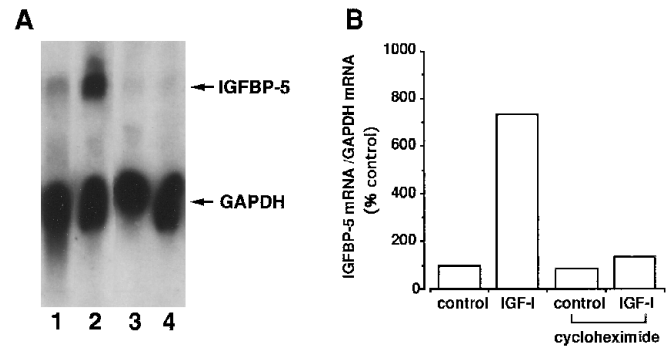 A
IGFBP-5
GAPDH
1 2 3 4
B
IGFBP-5 mRNA /GAPDH mRNA
(% control)
1000
800
600
400
200
0
control IGF-I control IGF-I
cycloheximide